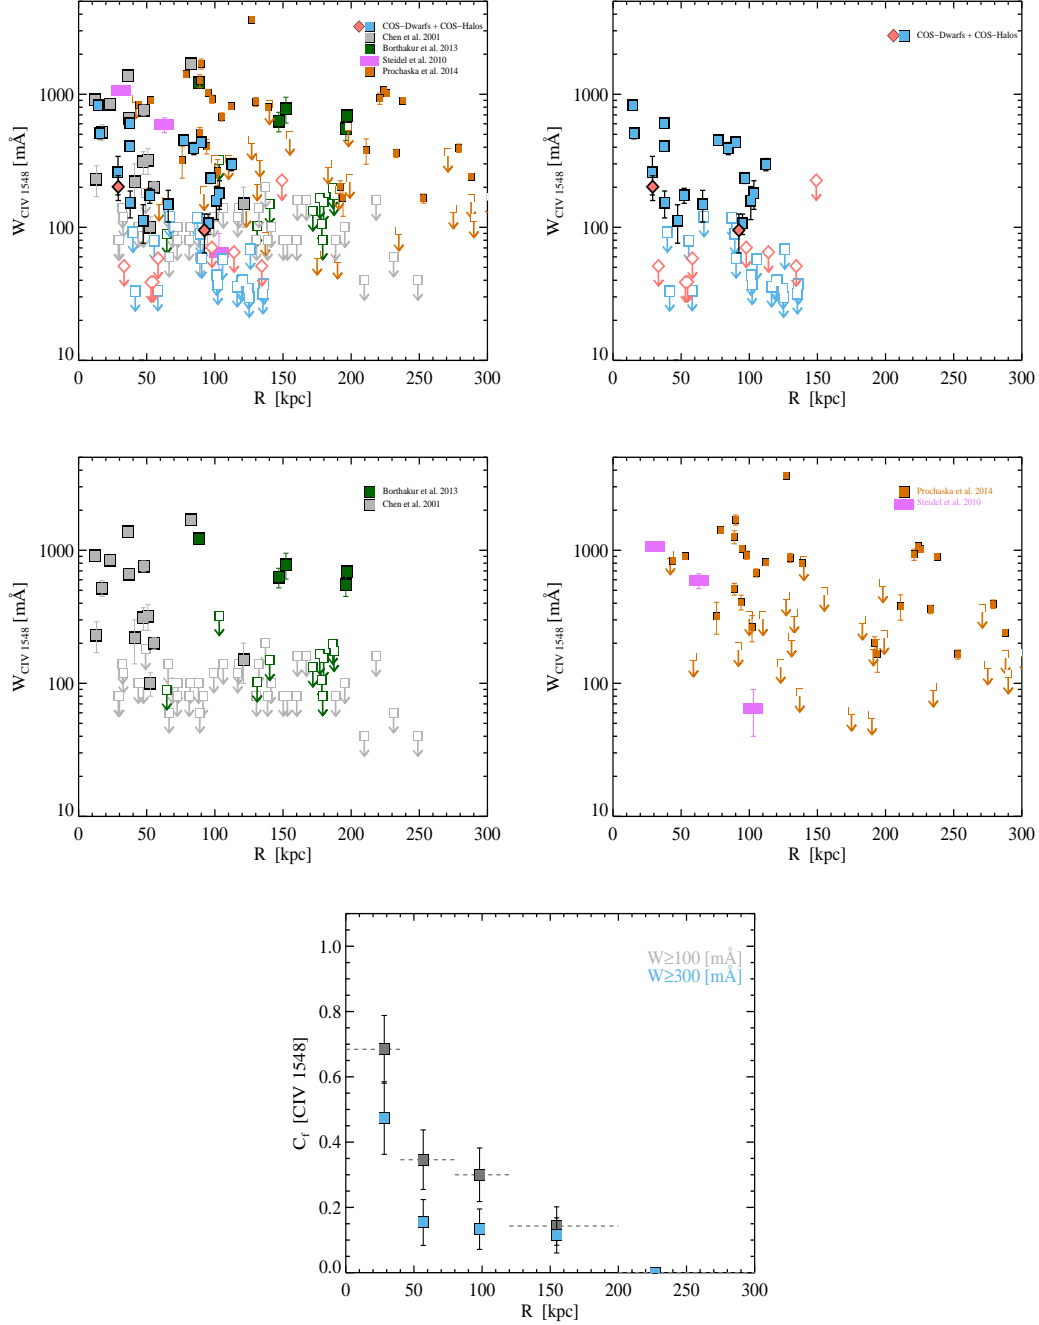 COS−Dwarfs + COS−Halos
Chen et al. 2001
Borthakur et al. 2013
Steidel et al. 2010
Prochaska et al. 2014
1000
100
10
W_CIV 1548 [mÅ]
0 50 100 150 200 250 300
R [kpc]
COS−Dwarfs + COS−Halos
1000
100
10
W_CIV 1548 [mÅ]
0 50 100 150 200 250 300
R [kpc]
Borthakur et al. 2013
Chen et al. 2001
1000
100
10
W_CIV 1548 [mÅ]
0 50 100 150 200 250 300
R [kpc]
Prochaska et al. 2014
Steidel et al. 2010
1000
100
10
W_CIV 1548 [mÅ]
0 50 100 150 200 250 300
R [kpc]
W≥100 [mÅ]
W≥300 [mÅ]
1.0
0.8
0.6
0.4
0.2
0.0
C_f [CIV 1548]
0 50 100 150 200 250 300
R [kpc]